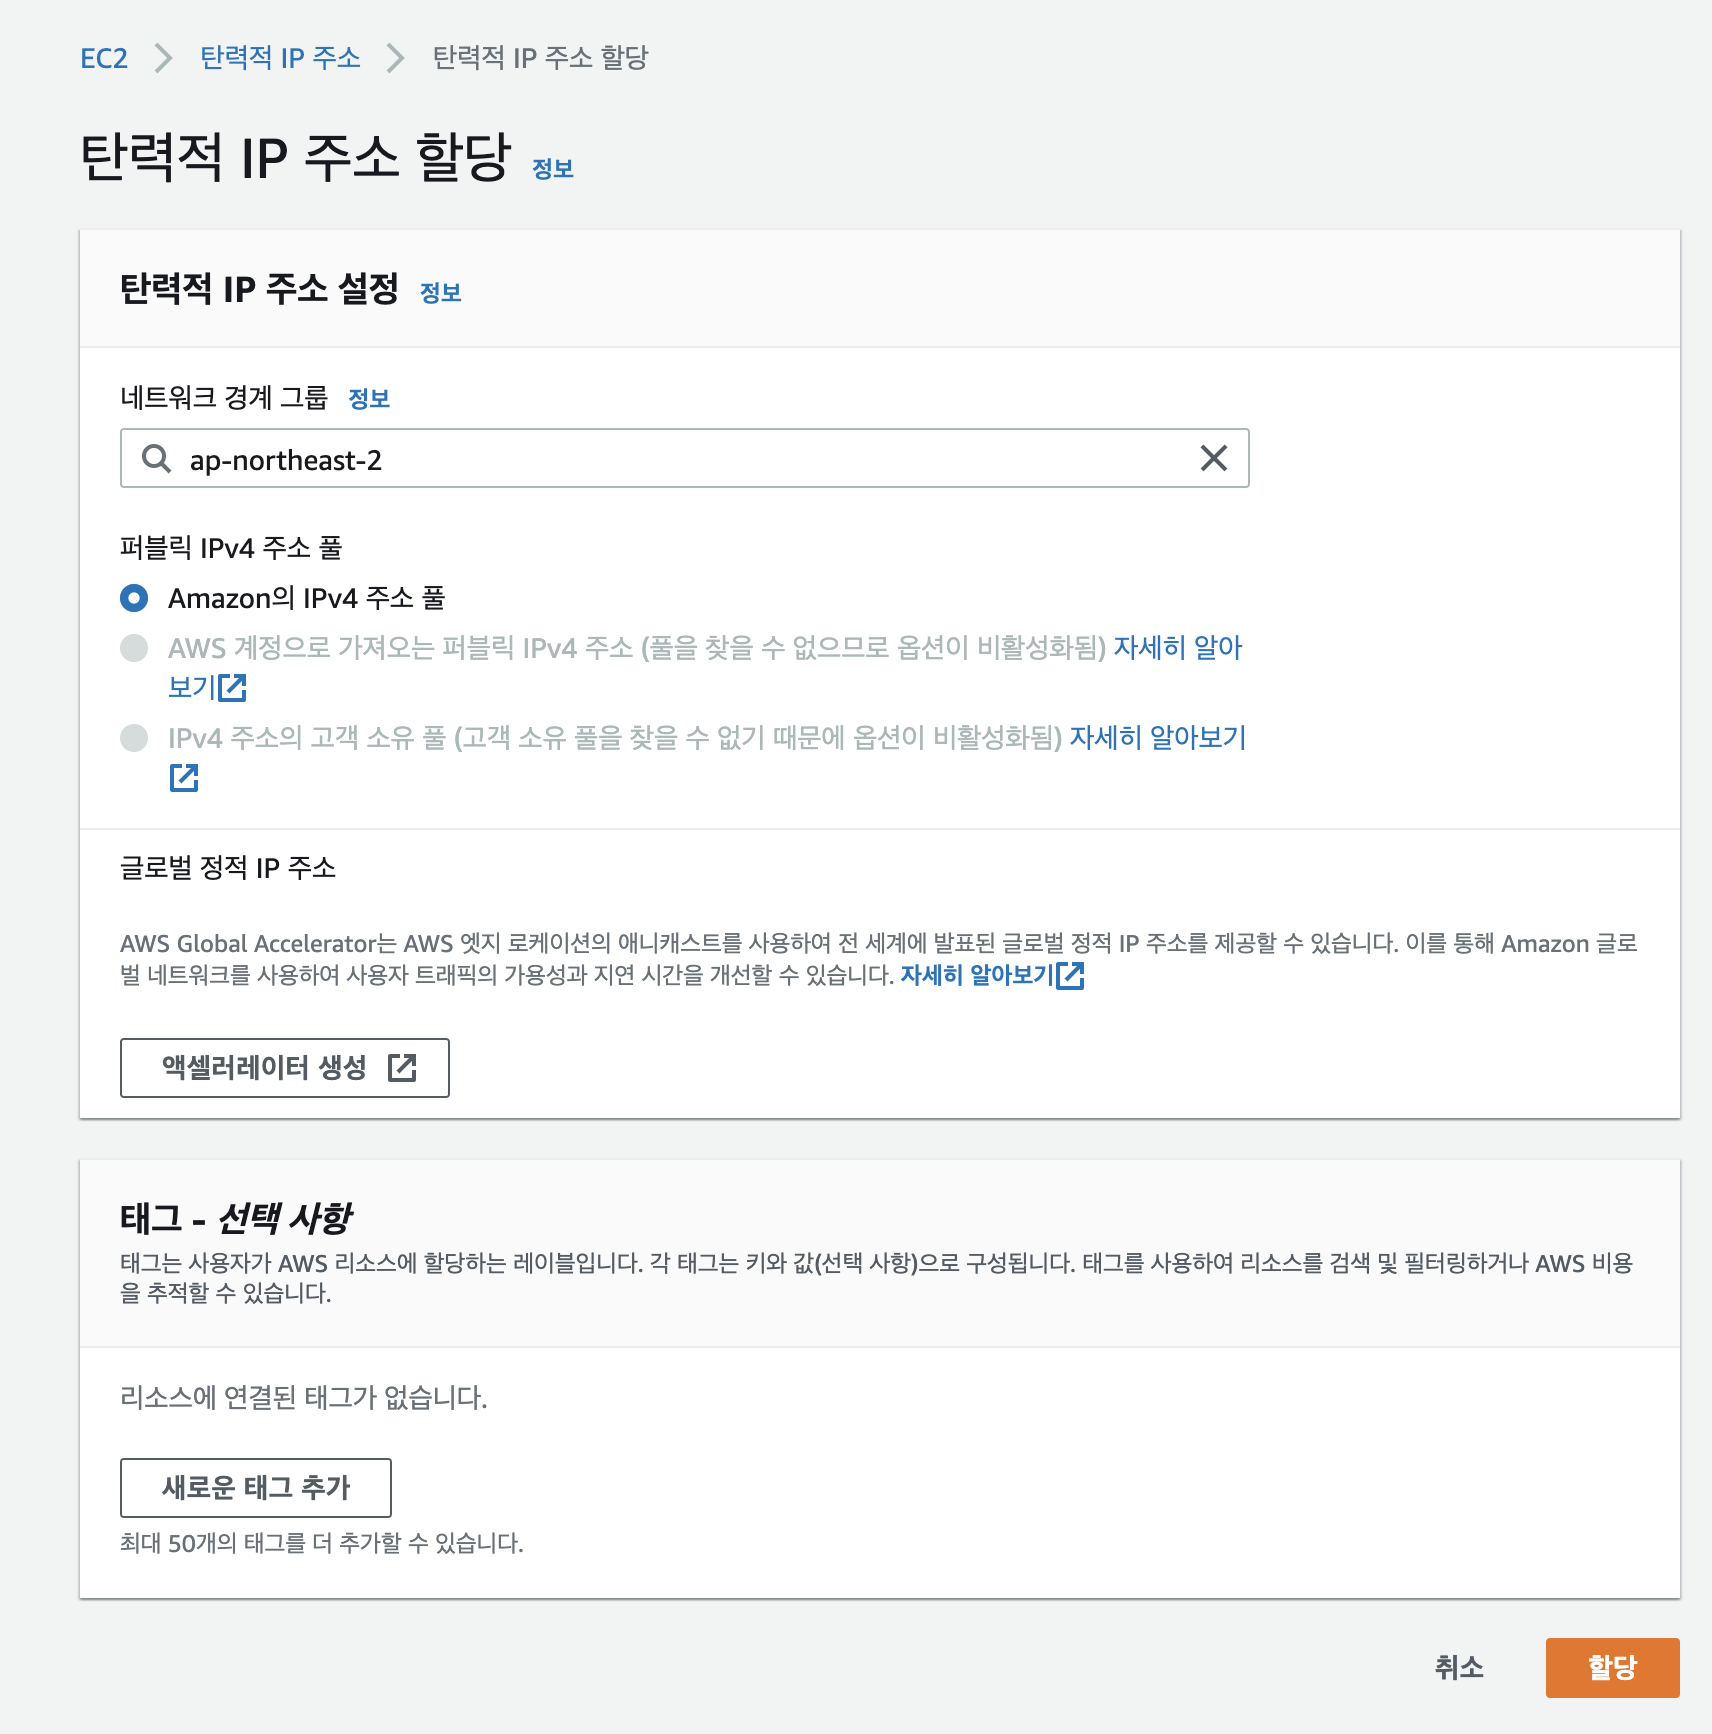 EC2 탄력적 IP 주소 탄력적 IP 주소 할당
탄력적 IP 주소 할당 정보
탄력적 IP 주소 설정 정보
네트워크 경계 그룹 정보
ap-northeast-2
퍼블릭 IPv4 주소 풀
Amazon의 IPv4 주소 풀
AWS 계정으로 가져오는 퍼블릭 IPv4 주소 (풀을 찾을 수 없으므로 옵션이 비활성화됨) 자세히 알아
보기
IPv4 주소의 고객 소유 풀 (고객 소유 풀을 찾을 수 없기 때문에 옵션이 비활성화됨) 자세히 알아보기
글로벌 정적 IP 주소
AWS Global Accelerator는 AWS 엣지 로케이션의 애니캐스트를 사용하여 전 세계에 발표된 글로벌 정적 IP 주소를 제공할 수 있습니다. 이를 통해 Amazon 글로
벌 네트워크를 사용하여 사용자 트래픽의 가용성과 지연 시간을 개선할 수 있습니다. 자세히 알아보기
액셀러레이터 생성
태그 - 선택 사항
태그는 사용자가 AWS 리소스에 할당하는 레이블입니다. 각 태그는 키와 값(선택 사항)으로 구성됩니다. 태그를 사용하여 리소스를 검색 및 필터링하거나 AWS 비용
을 추적할 수 있습니다.
리소스에 연결된 태그가 없습니다.
새로운 태그 추가
최대 50개의 태그를 더 추가할 수 있습니다.
취소 할당